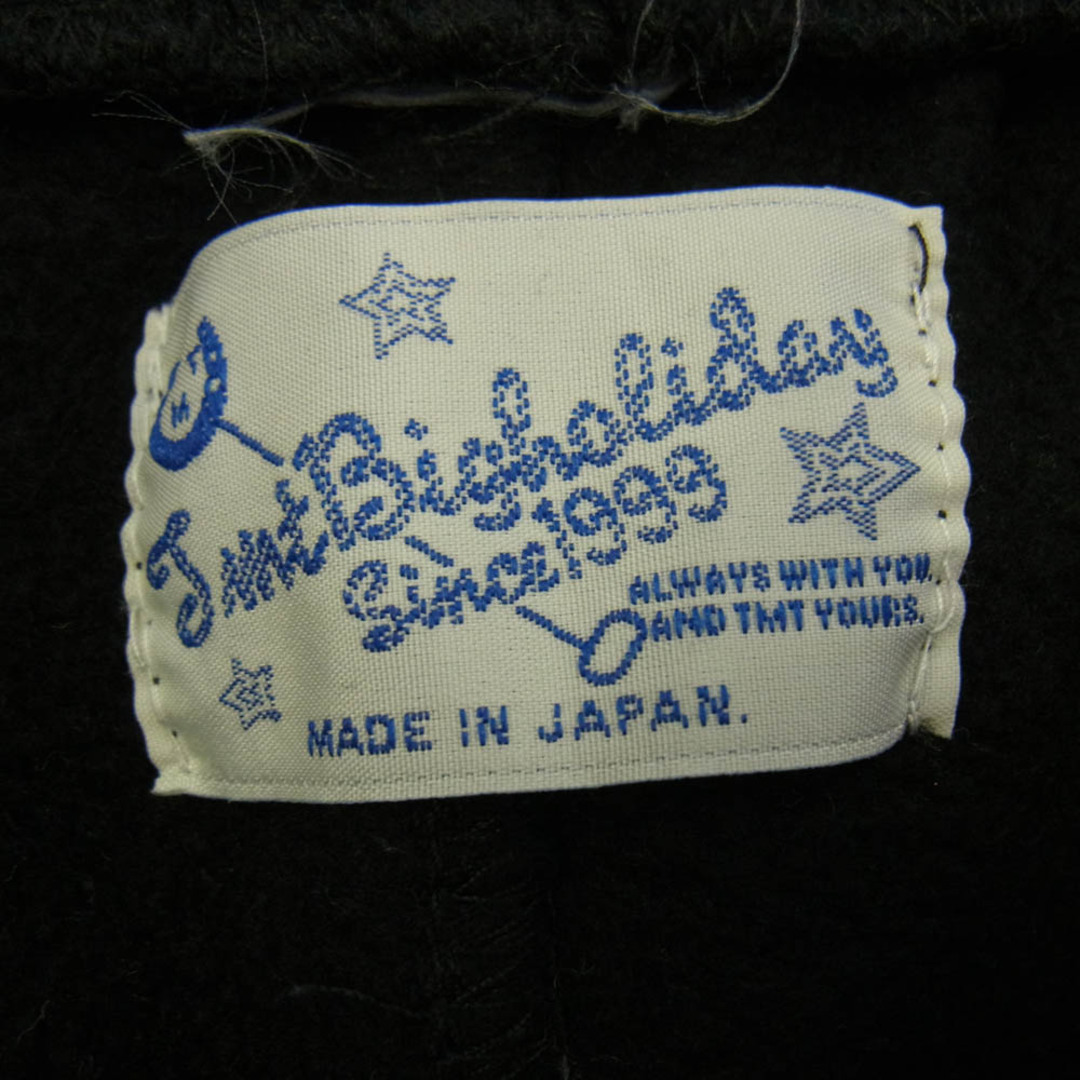 Tmt Bigholiday
Since 1999
ALWAYS WITH YOU.
AND TMT YOURS.
MADE IN JAPAN.